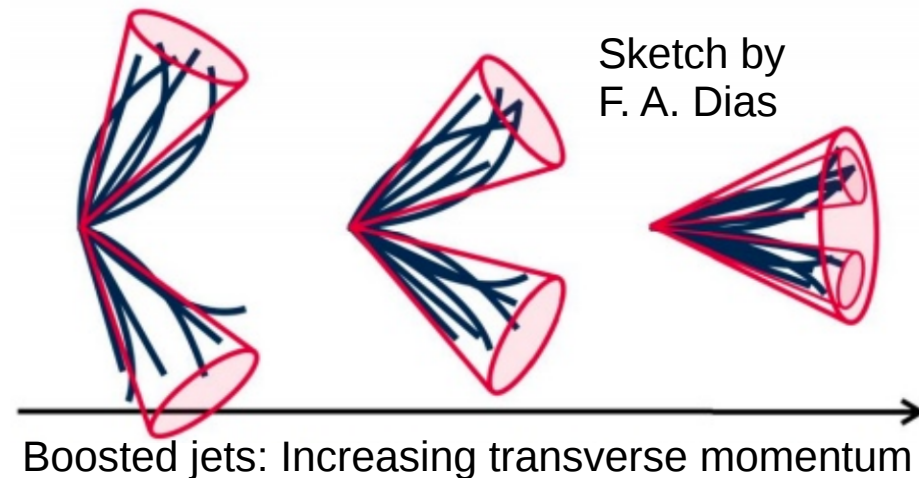 Sketch by
F. A. Dias
Boosted jets: Increasing transverse momentum